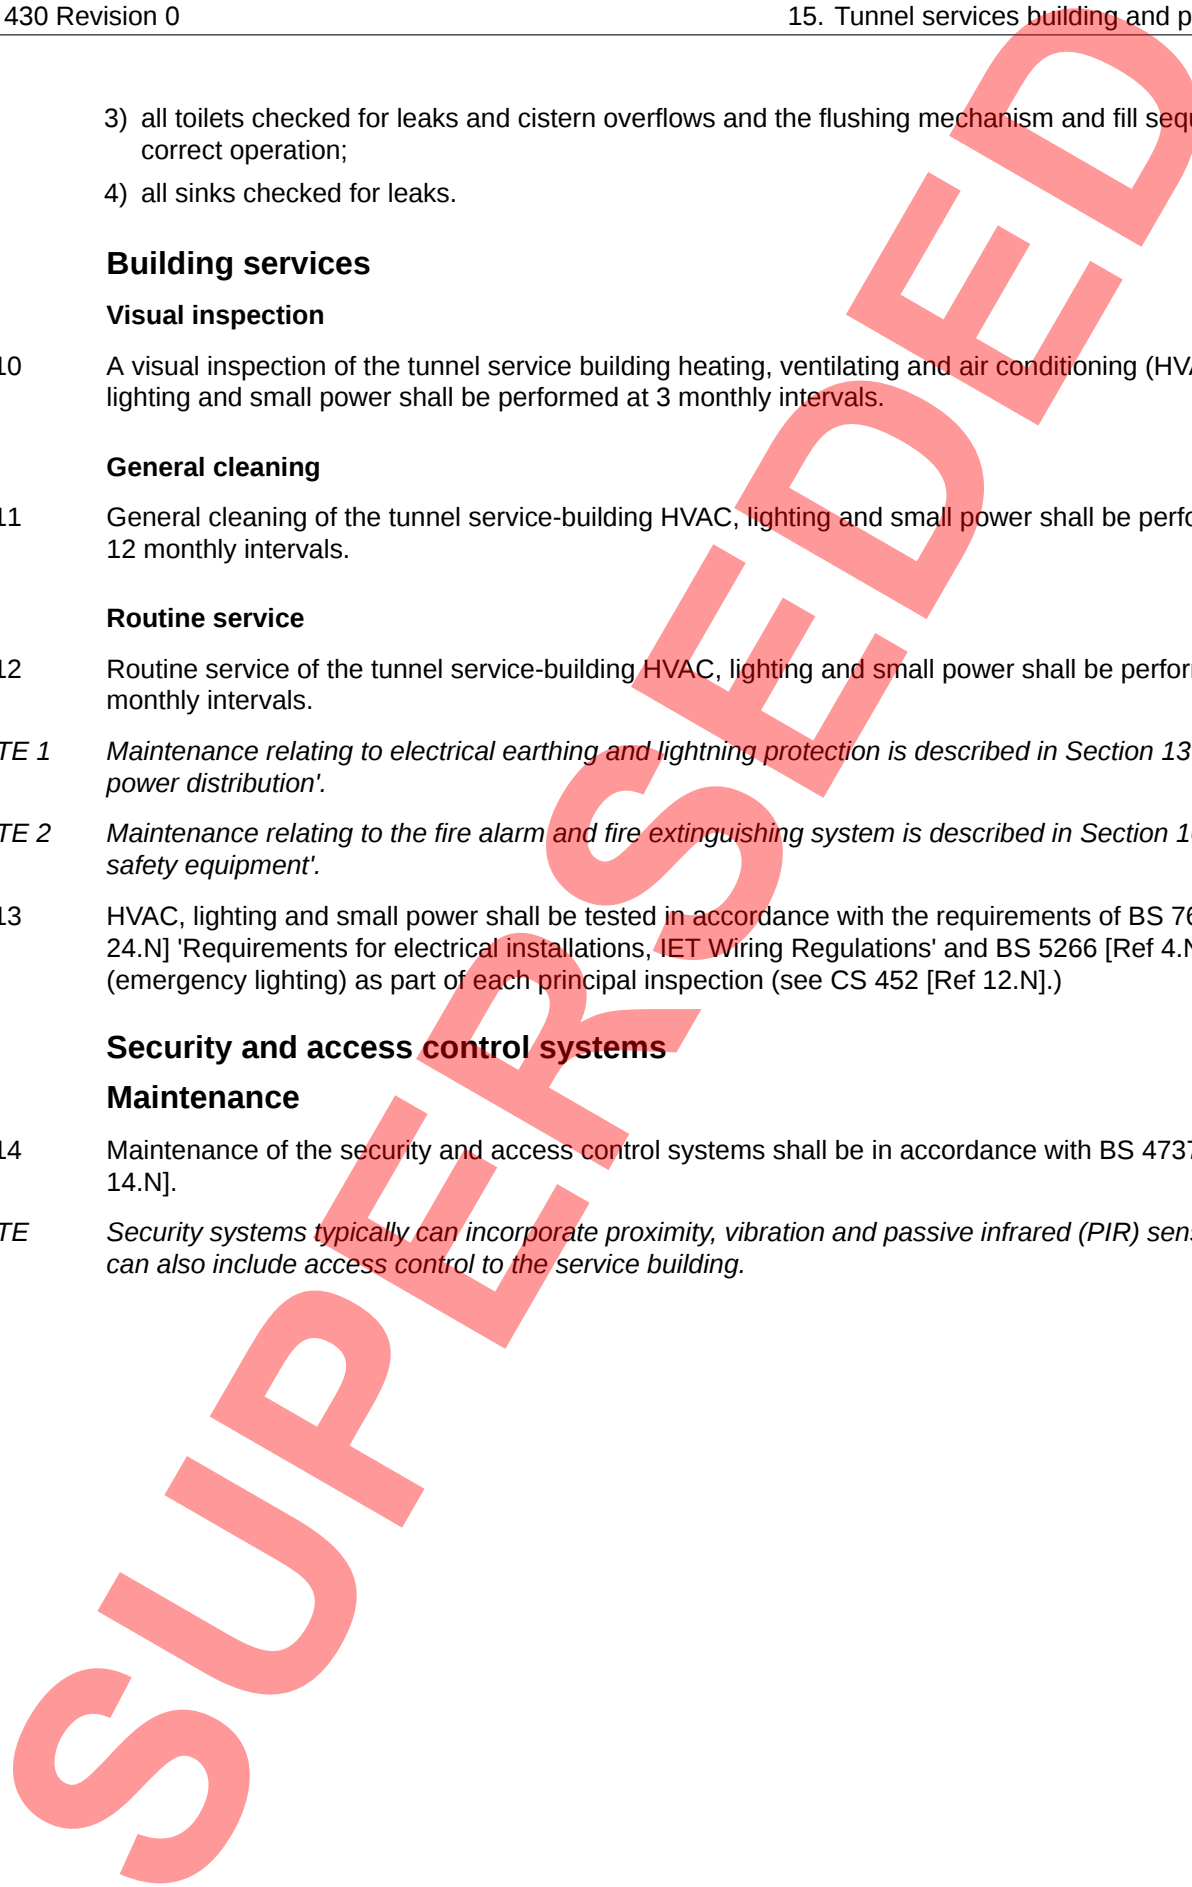 430 Revision 0
15. Tunnel services building and p
3) all toilets checked for leaks and cistern overflows and the flushing mechanism and fill sequ
correct operation;
4) all sinks checked for leaks.
Building services
Visual inspection
10 A visual inspection of the tunnel service building heating, ventilating and air conditioning (HVA
lighting and small power shall be performed at 3 monthly intervals.
General cleaning
11 General cleaning of the tunnel service-building HVAC, lighting and small power shall be perfo
12 monthly intervals.
Routine service
12 Routine service of the tunnel service-building HVAC, lighting and small power shall be perform
monthly intervals.
TE 1 Maintenance relating to electrical earthing and lightning protection is described in Section 13
power distribution'.
TE 2 Maintenance relating to the fire alarm and fire extinguishing system is described in Section 10
safety equipment'.
13 HVAC, lighting and small power shall be tested in accordance with the requirements of BS 76
24.N] 'Requirements for electrical installations, IET Wiring Regulations' and BS 5266 [Ref 4.N
(emergency lighting) as part of each principal inspection (see CS 452 [Ref 12.N].)
Security and access control systems
Maintenance
14 Maintenance of the security and access control systems shall be in accordance with BS 4737
14.N].
TE Security systems typically can incorporate proximity, vibration and passive infrared (PIR) sens
can also include access control to the service building.
SUPERSEDED